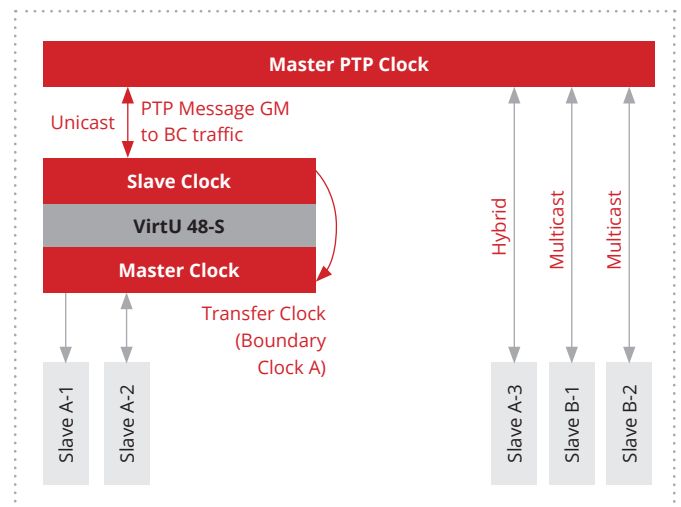 Master PTP Clock
Unicast
PTP Message GM
to BC traffic
Slave Clock
VirtU 48-S
Master Clock
Transfer Clock
(Boundary
Clock A)
Hybrid
Multicast
Multicast
Slave A-1
Slave A-2
Slave A-3
Slave B-1
Slave B-2